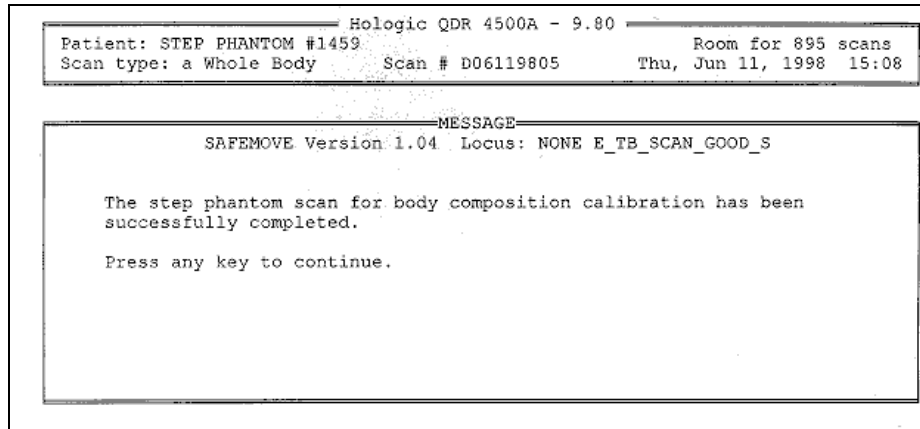 Hologic QDR 4500A - 9.80
Patient: STEP PHANTOM #1459 Room for 895 scans
Scan type: a Whole Body Scan # D06119805 Thu, Jun 11, 1998 15:08
MESSAGE
SAFEMOVE Version 1.04 Locus: NONE E_TB_SCAN_GOOD_S
The step phantom scan for body composition calibration has been
successfully completed.
Press any key to continue.